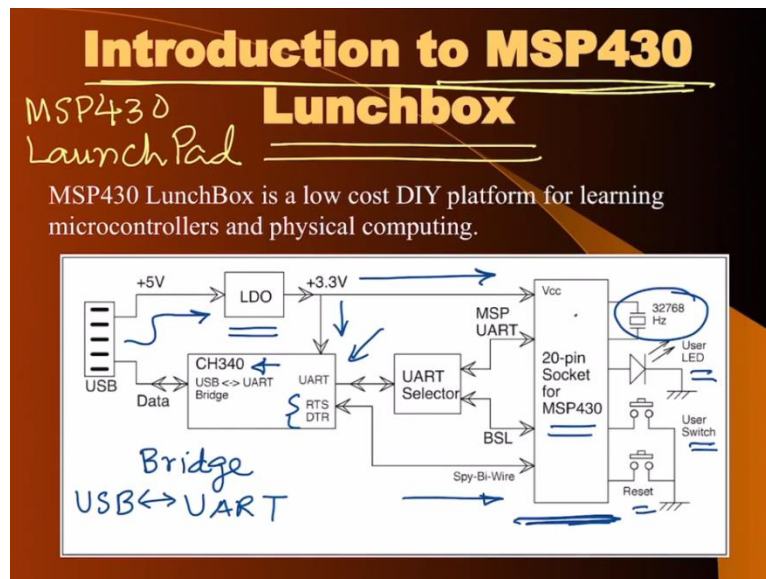 Introduction to MSP430
Lunchbox
MSP430
LaunchPad
MSP430 LunchBox is a low cost DIY platform for learning
microcontrollers and physical computing.
+5V
LDO
+3.3V
USB
Data
CH340
USB <-> UART
Bridge
UART
RTS
DTR
UART
Selector
MSP
UART
BSL
Spy-Bi-Wire
Vcc
20-pin
Socket
for
MSP430
32768
Hz
User
LED
User
Switch
Reset
Bridge
USB↔UART